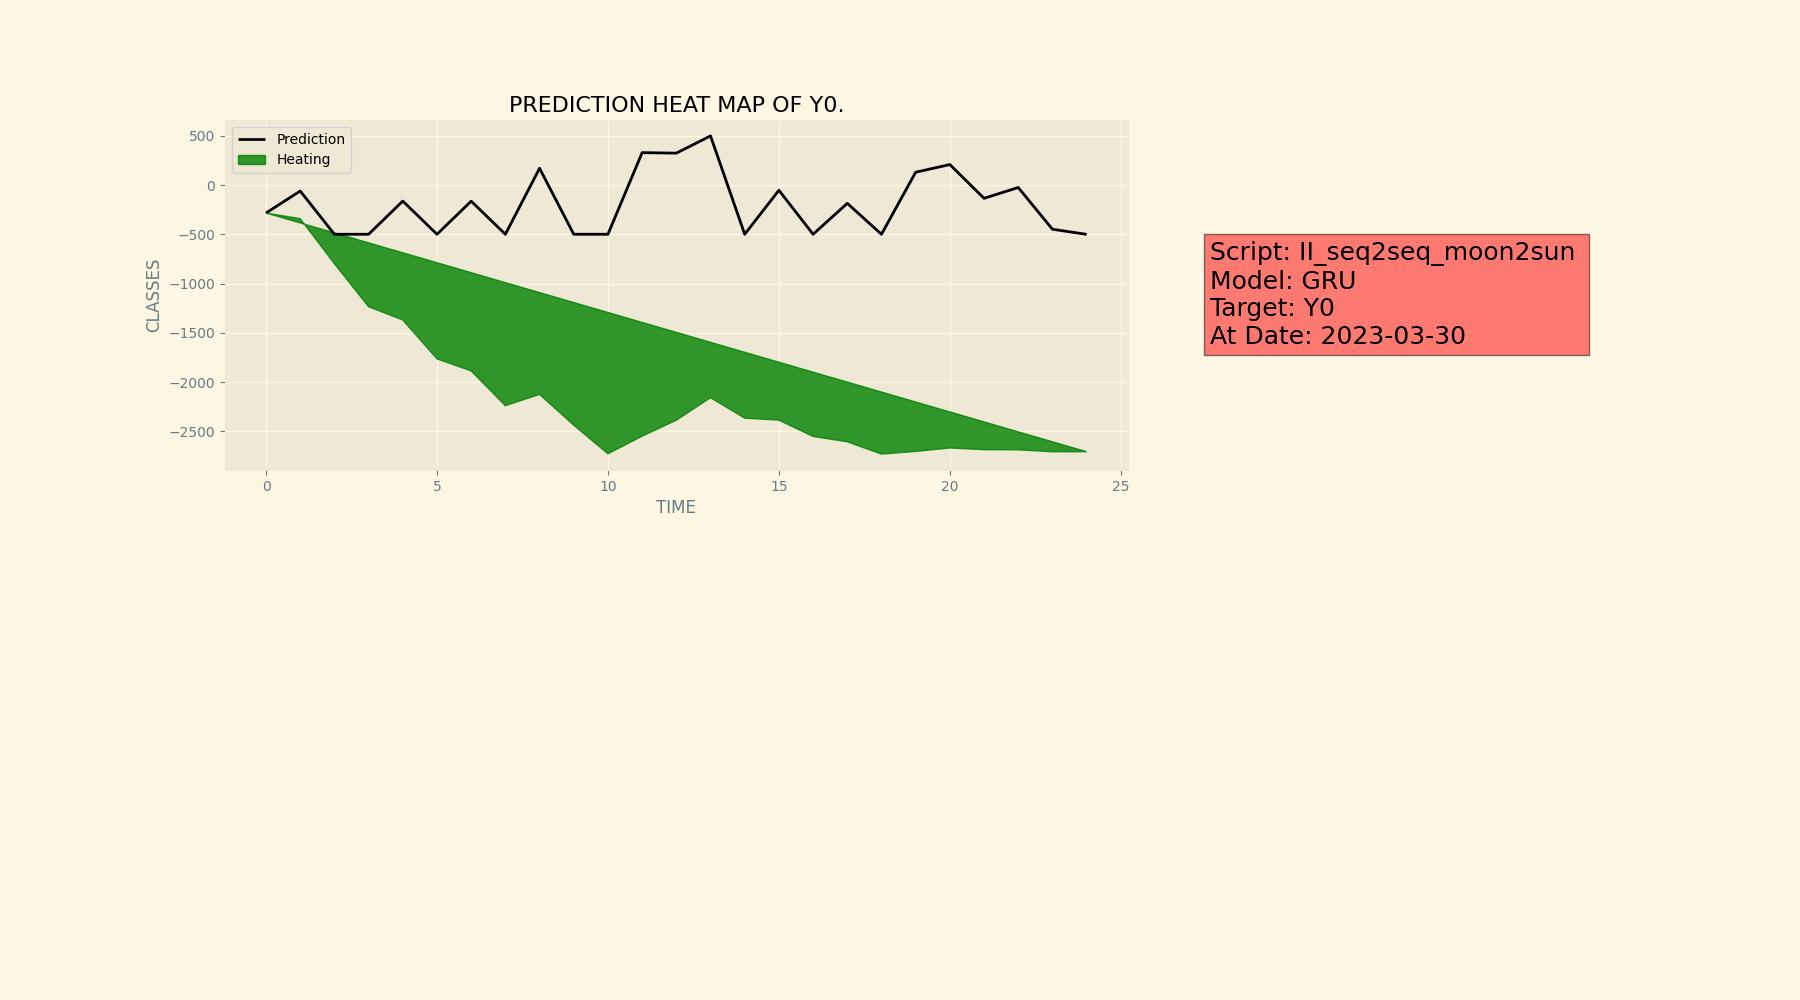 PREDICTION HEAT MAP OF Y0.
Prediction
Heating
500
0
−500
−1000
−1500
−2000
−2500
CLASSES
0 5 10 15 20 25
TIME
Script: II_seq2seq_moon2sun
Model: GRU
Target: Y0
At Date: 2023-03-30